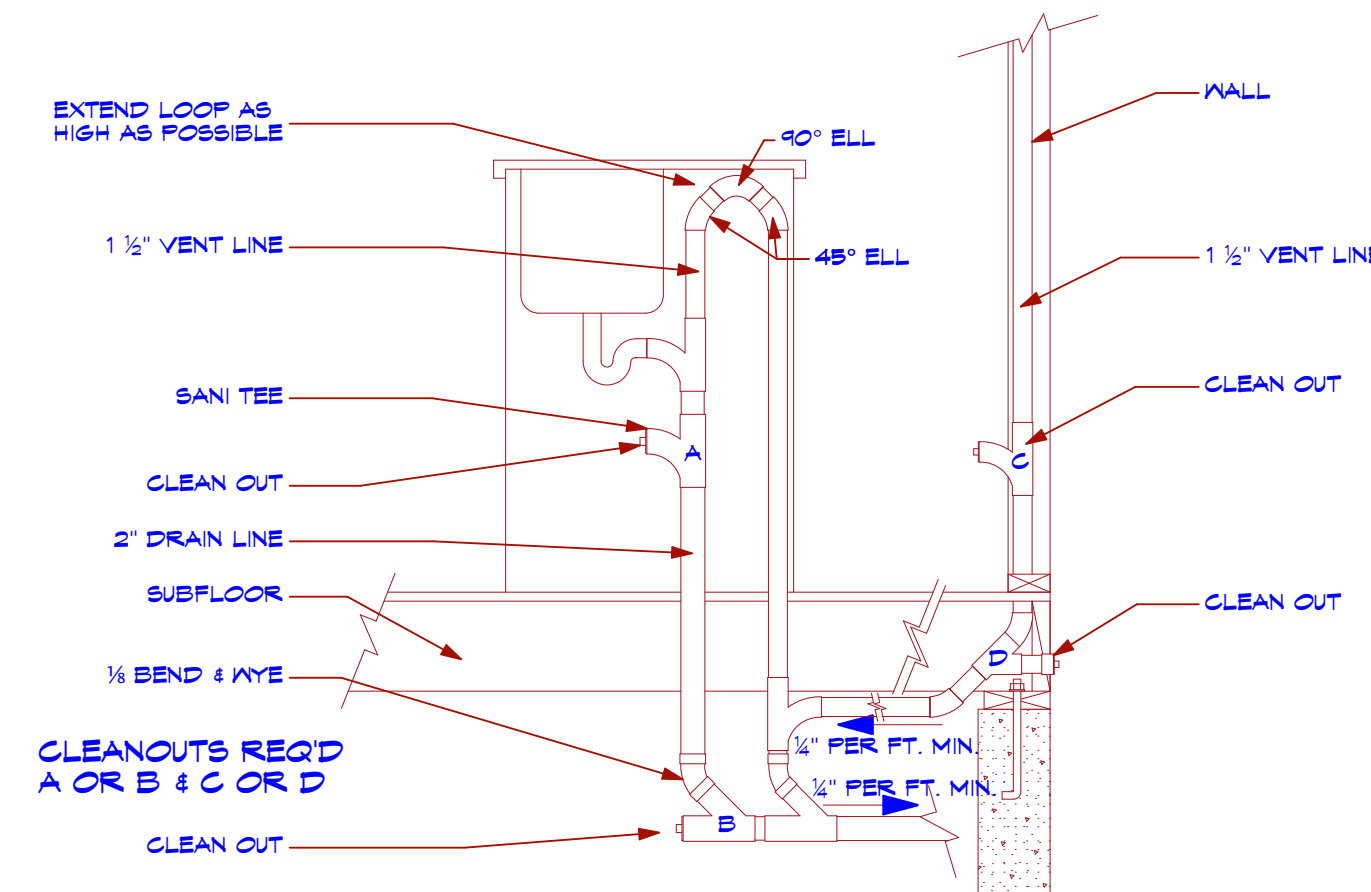 EXTEND LOOP AS
HIGH AS POSSIBLE
90° ELL
WALL
1 ½" VENT LINE
45° ELL
1 ½" VENT LINE
SANI TEE
CLEAN OUT
A
C
CLEAN OUT
2" DRAIN LINE
SUBFLOOR
CLEAN OUT
D
⅛ BEND & WYE
CLEANOUTS REQ'D
A OR B & C OR D
¼" PER FT. MIN.
¼" PER FT. MIN.
B
CLEAN OUT